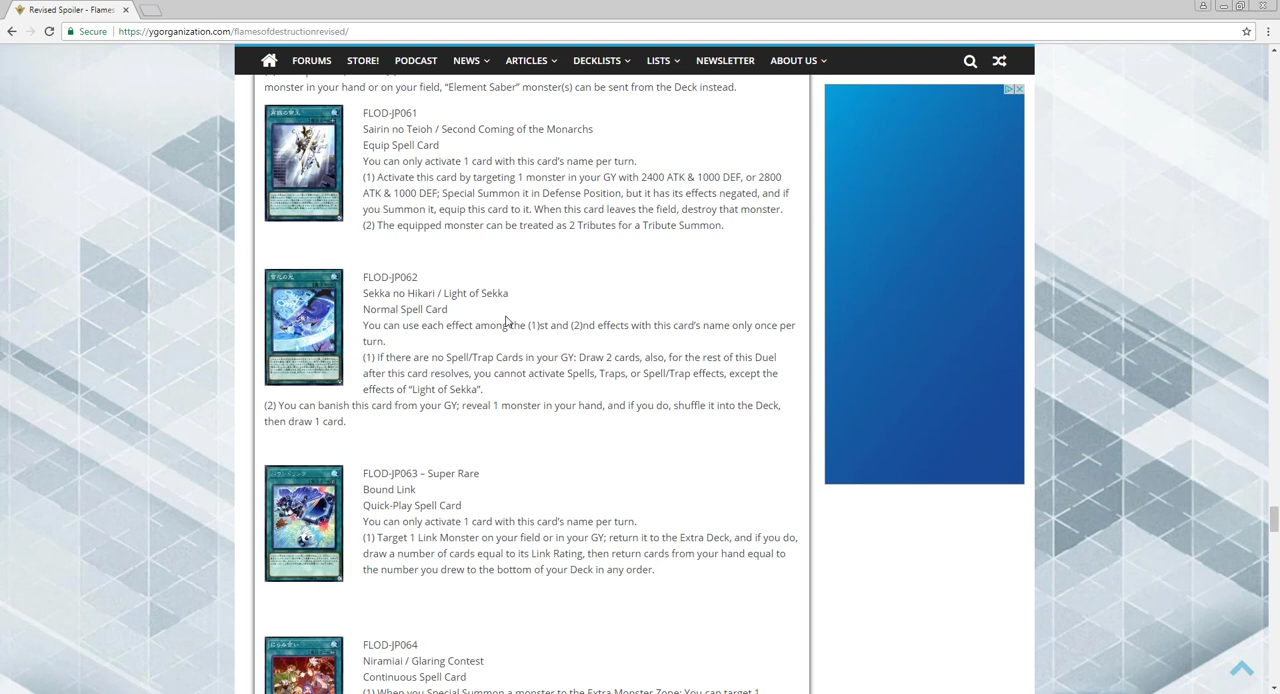 Revised Spoiler - Flames
Secure
https://ygorganization.com/flamesofdestructionrevised/
FORUMS STORE! PODCAST NEWS ARTICLES DECKLISTS LISTS NEWSLETTER ABOUT US
monster in your hand or on your field, “Element Saber” monster(s) can be sent from the Deck instead.
FLOD-JP061
Sairin no Teioh / Second Coming of the Monarchs
Equip Spell Card
You can only activate 1 card with this card’s name per turn.
(1) Activate this card by targeting 1 monster in your GY with 2400 ATK & 1000 DEF, or 2800
ATK & 1000 DEF; Special Summon it in Defense Position, but it has its effects negated, and if
you Summon it, equip this card to it. When this card leaves the field, destroy that monster.
(2) The equipped monster can be treated as 2 Tributes for a Tribute Summon.
FLOD-JP062
Sekka no Hikari / Light of Sekka
Normal Spell Card
You can use each effect among the (1)st and (2)nd effects with this card’s name only once per
turn.
(1) If there are no Spell/Trap Cards in your GY: Draw 2 cards, also, for the rest of this Duel
after this card resolves, you cannot activate Spells, Traps, or Spell/Trap effects, except the
effects of “Light of Sekka”.
(2) You can banish this card from your GY; reveal 1 monster in your hand, and if you do, shuffle it into the Deck,
then draw 1 card.
FLOD-JP063 – Super Rare
Bound Link
Quick-Play Spell Card
You can only activate 1 card with this card’s name per turn.
(1) Target 1 Link Monster on your field or in your GY; return it to the Extra Deck, and if you do,
draw a number of cards equal to its Link Rating, then return cards from your hand equal to
the number you drew to the bottom of your Deck in any order.
FLOD-JP064
Niramiai / Glaring Contest
Continuous Spell Card
(1) When you Special Summon a monster to the Extra Monster Zone: You can target 1